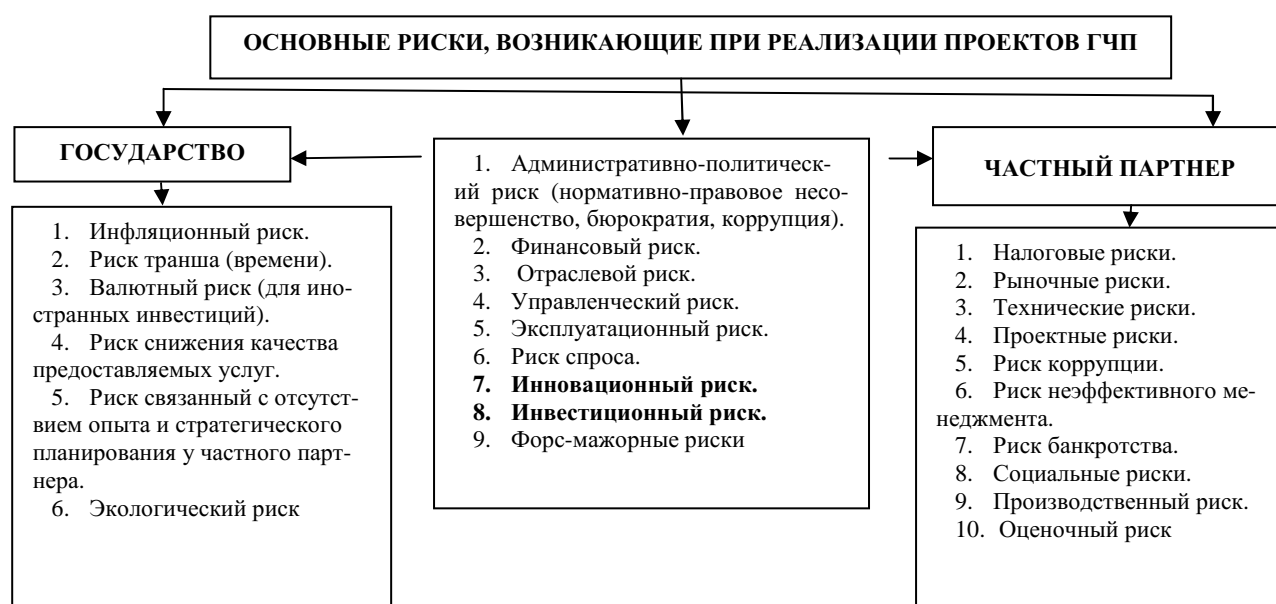 ОСНОВНЫЕ РИСКИ, ВОЗНИКАЮЩИЕ ПРИ РЕАЛИЗАЦИИ ПРОЕКТОВ ГЧП
ГОСУДАРСТВО
1. Инфляционный риск.
2. Риск транша (времени).
3. Валютный риск (для ино-
странных инвестиций).
4. Риск снижения качества
предоставляемых услуг.
5. Риск связанный с отсутст-
вием опыта и стратегического
планирования у частного парт-
нера.
6. Экологический риск
1. Административно-политичес-
кий риск (нормативно-правовое несо-
вершенство, бюрократия, коррупция).
2. Финансовый риск.
3. Отраслевой риск.
4. Управленческий риск.
5. Эксплуатационный риск.
6. Риск спроса.
7. Инновационный риск.
8. Инвестиционный риск.
9. Форс-мажорные риски
ЧАСТНЫЙ ПАРТНЕР
1. Налоговые риски.
2. Рыночные риски.
3. Технические риски.
4. Проектные риски.
5. Риск коррупции.
6. Риск неэффективного ме-
неджмента.
7. Риск банкротства.
8. Социальные риски.
9. Производственный риск.
10. Оценочный риск